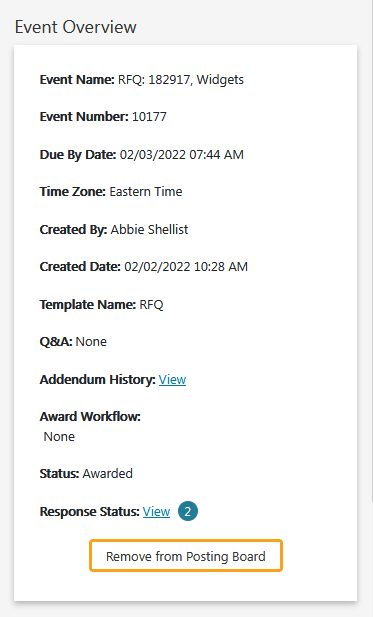 Event Overview
Event Name: RFQ: 182917, Widgets
Event Number: 10177
Due By Date: 02/03/2022 07:44 AM
Time Zone: Eastern Time
Created By: Abbie Shellist
Created Date: 02/02/2022 10:28 AM
Template Name: RFQ
Q&A: None
Addendum History: View
Award Workflow:
None
Status: Awarded
Response Status: View 2
Remove from Posting Board